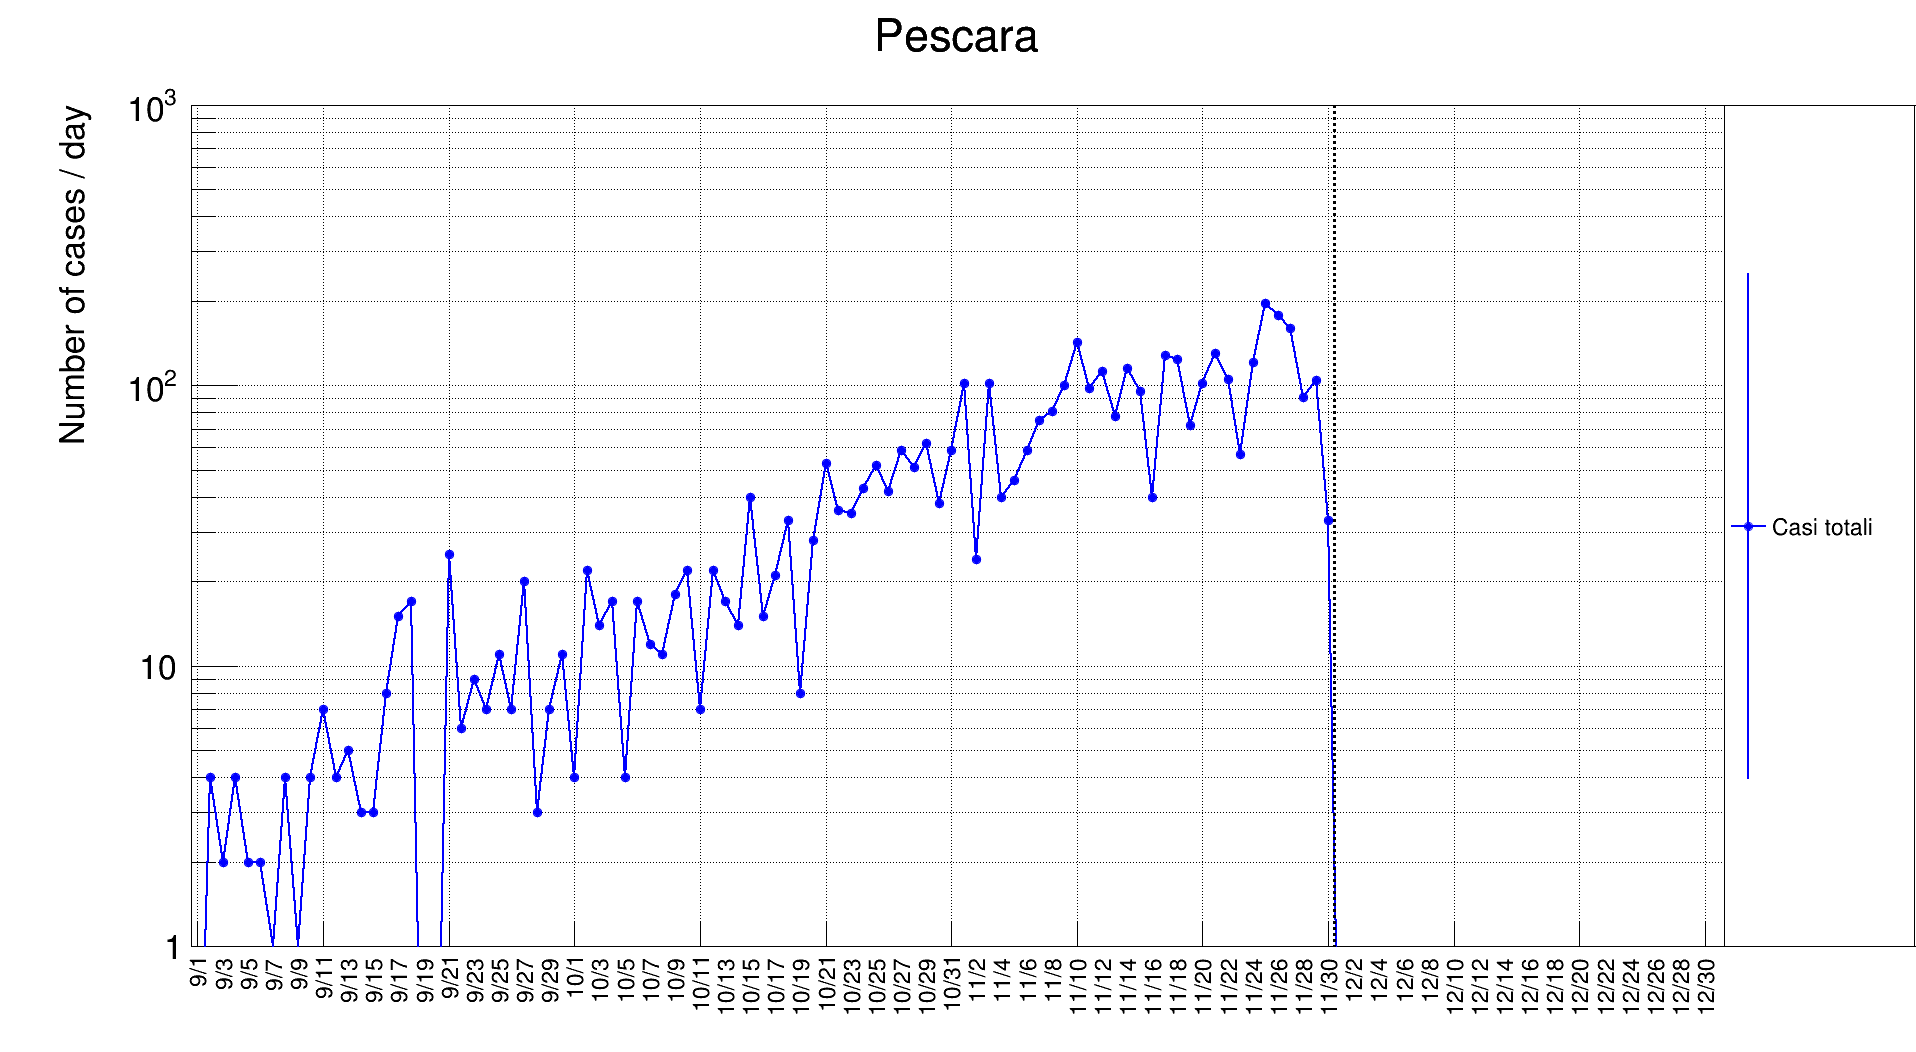 Pescara
Number of cases / day
10³
10²
10
1
Casi totali
9/1 9/3 9/5 9/7 9/9 9/11 9/13 9/15 9/17 9/19 9/21 9/23 9/25 9/27 9/29 10/1 10/3 10/5 10/7 10/9 10/11 10/13 10/15 10/17 10/19 10/21 10/23 10/25 10/27 10/29 10/31 11/2 11/4 11/6 11/8 11/10 11/12 11/14 11/16 11/18 11/20 11/22 11/24 11/26 11/28 11/30 12/2 12/4 12/6 12/8 12/10 12/12 12/14 12/16 12/18 12/20 12/22 12/24 12/26 12/28 12/30